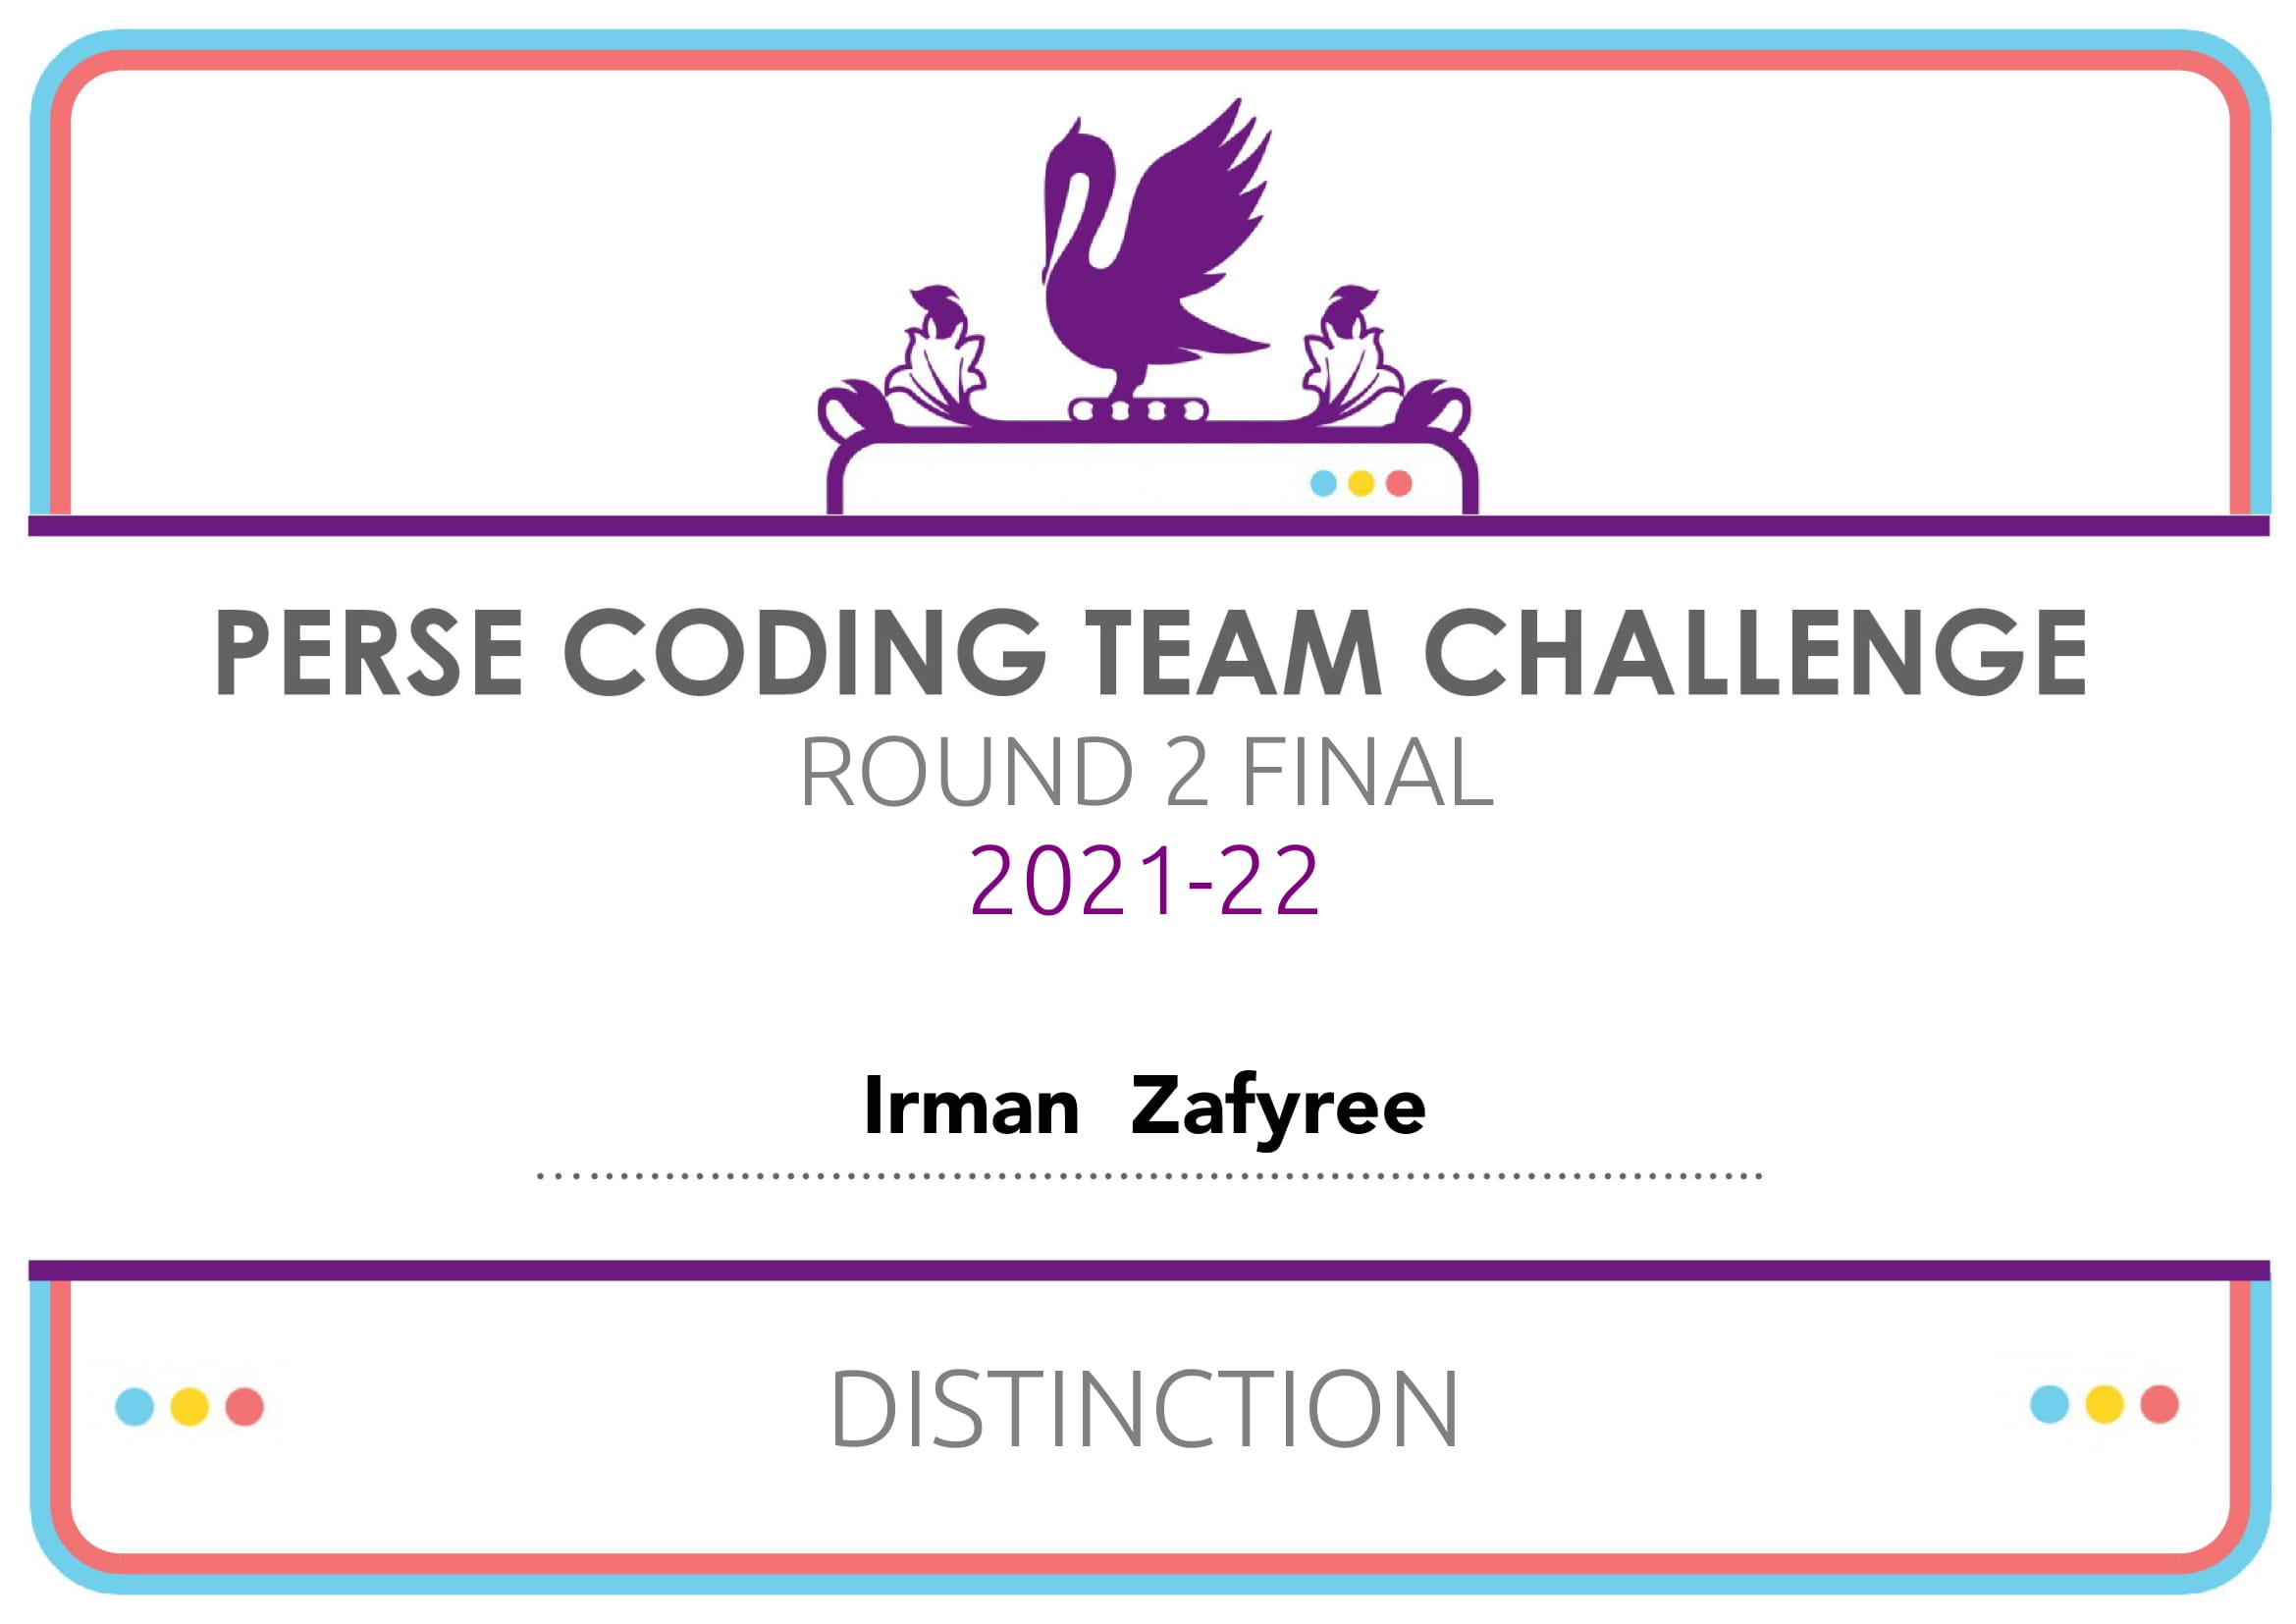 PERSE CODING TEAM CHALLENGE
ROUND 2 FINAL
2021-22
Irman Zafyree
DISTINCTION